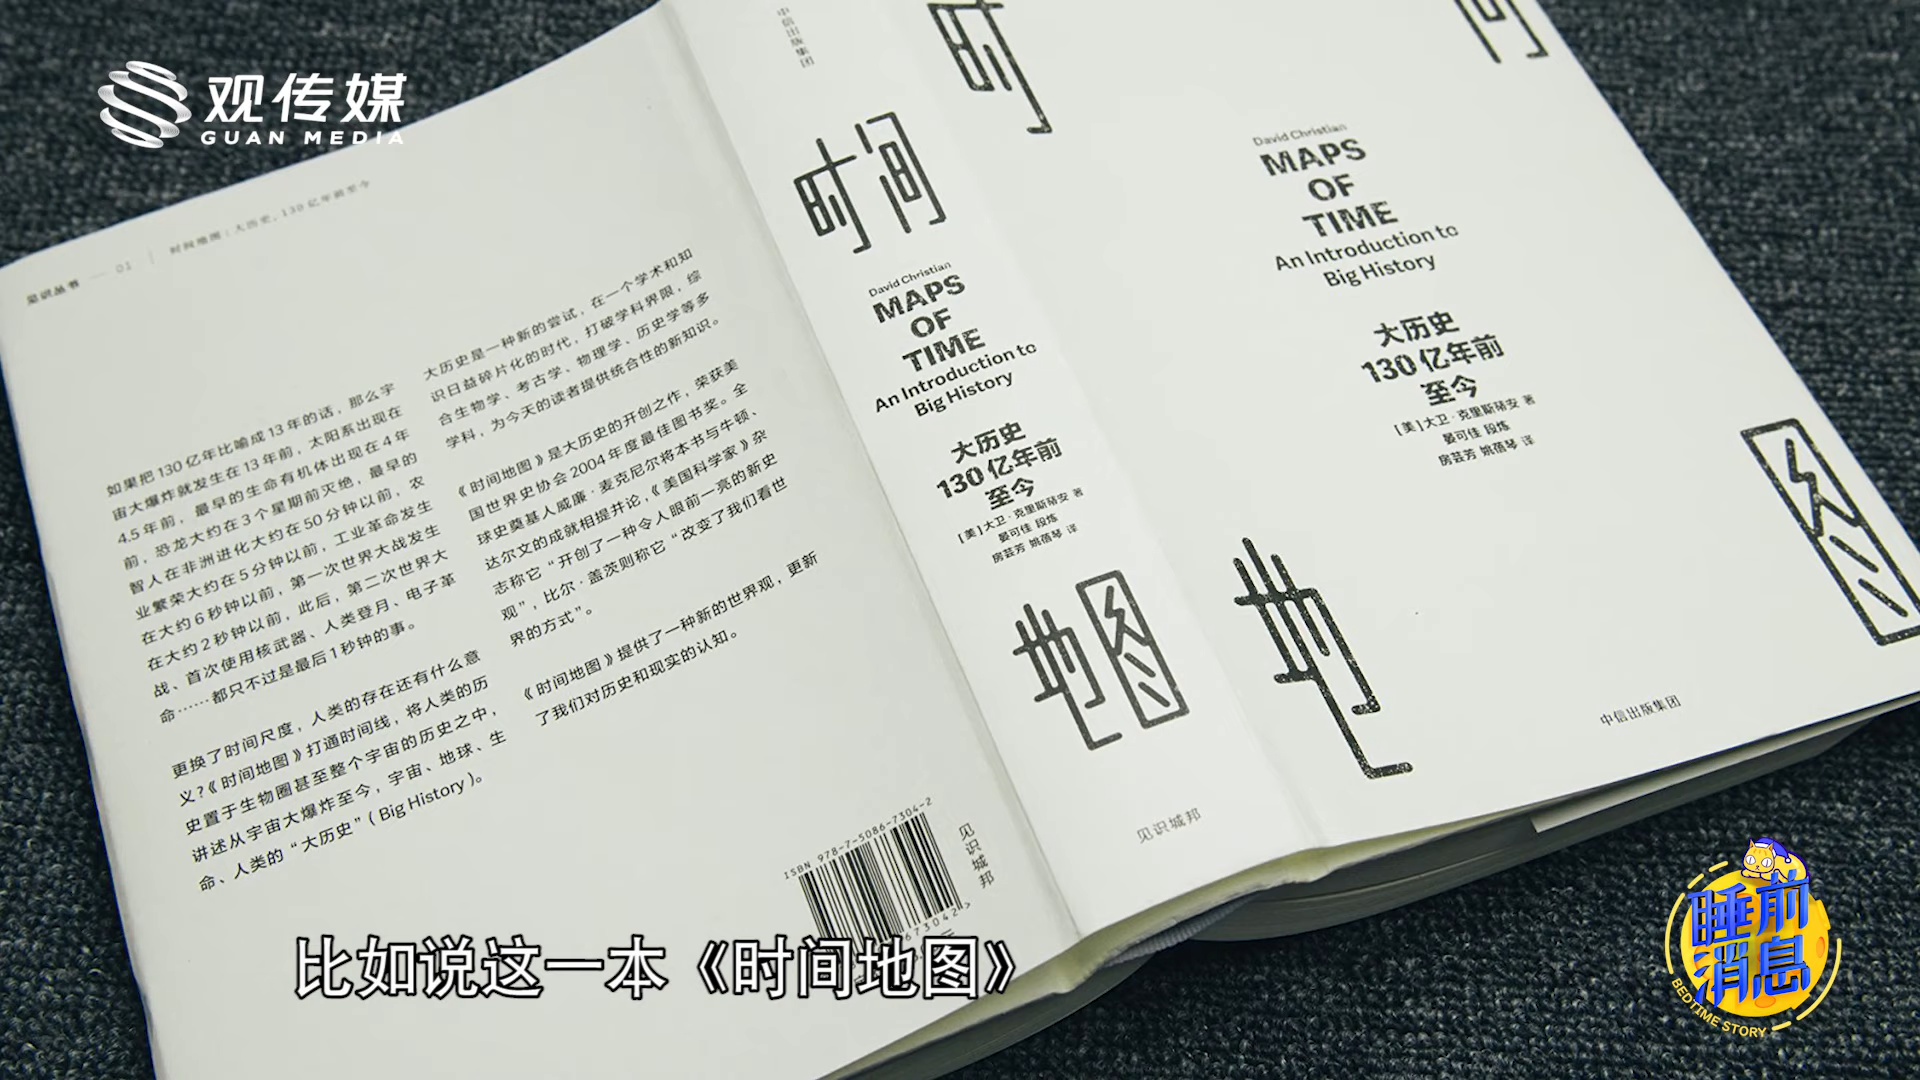 观传媒
GUAN MEDIA
见识丛书 — 01 | 时间地图：大历史，130亿年前至今
如果把130亿年比喻成13年的话，那么宇
宙大爆炸就发生在13年前，太阳系出现在
4.5年前，最早的生命有机体出现在4年
前，恐龙大约在3个星期前灭绝，最早的
智人在非洲进化大约在50分钟以前，农
业繁荣大约在5分钟以前，工业革命发生
在大约6秒钟以前，第一次世界大战发生
在大约2秒钟以前，此后，第二次世界大
战、首次使用核武器、人类登月、电子革
命……都只不过是最后1秒钟的事。
更换了时间尺度，人类的存在还有什么意
义？《时间地图》打通时间线，将人类的历
史置于生物圈甚至整个宇宙的历史之中，
讲述从宇宙大爆炸至今，宇宙、地球、生
命、人类的“大历史”（Big History）。
大历史是一种新的尝试，在一个学术和知
识日益碎片化的时代，打破学科界限，综
合生物学、考古学、物理学、历史学等多
学科，为今天的读者提供统合性的新知识。
《时间地图》是大历史的开创之作，荣获美
国世界史协会2004年度最佳图书奖。全
球史奠基人威廉·麦克尼尔将本书与牛顿、
达尔文的成就相提并论，《美国科学家》杂
志称它“开创了一种令人眼前一亮的新史
观”，比尔·盖茨则称它“改变了我们看世
界的方式”。
《时间地图》提供了一种新的世界观，更新
了我们对历史和现实的认知。
ISBN 978-7-5086-7304-2
673042>
见识城邦
中信出版集团
时间
David Christian
MAPS
OF
TIME
An Introduction to
Big History
大历史
130亿年前
至今
[美]大卫·克里斯蒂安 著
晏可佳 段炼
房芸芳 姚蓓琴 译
地图
见识城邦
时间
David Christian
MAPS
OF
TIME
An Introduction to
Big History
大历史
130亿年前
至今
[美]大卫·克里斯蒂安 著
晏可佳 段炼
房芸芳 姚蓓琴 译
地图
中信出版集团
比如说这一本《时间地图》
睡前
消息
BEDTIME STORY